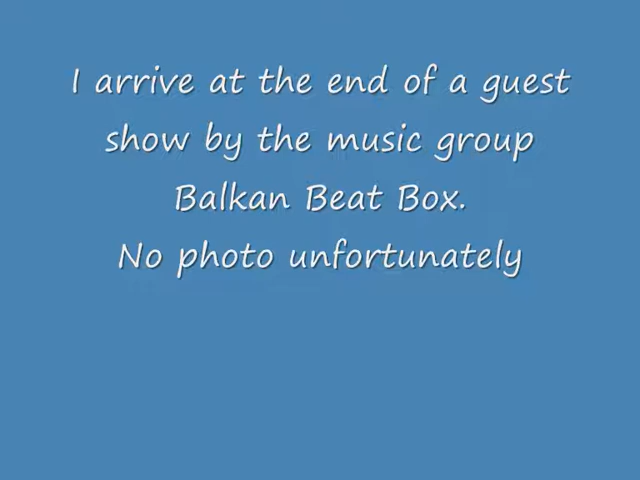 I arrive at the end of a guest
show by the music group
Balkan Beat Box.
No photo unfortunately